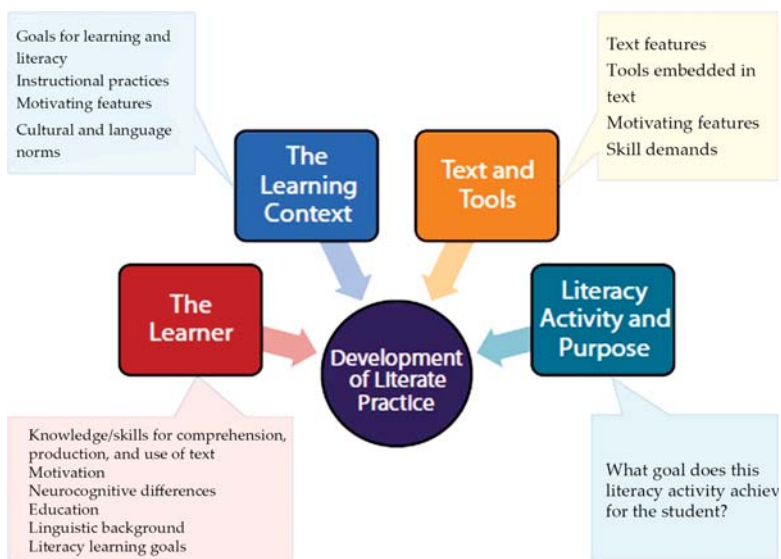 Goals for learning and
literacy
Instructional practices
Motivating features
Cultural and language
norms
Text features
Tools embedded in
text
Motivating features
Skill demands
The
Learning
Context
Text and
Tools
The
Learner
Literacy
Activity and
Purpose
Development
of Literate
Practice
Knowledge/skills for comprehension,
production, and use of text
Motivation
Neurocognitive differences
Education
Linguistic background
Literacy learning goals
What goal does this
literacy activity achiev
for the student?